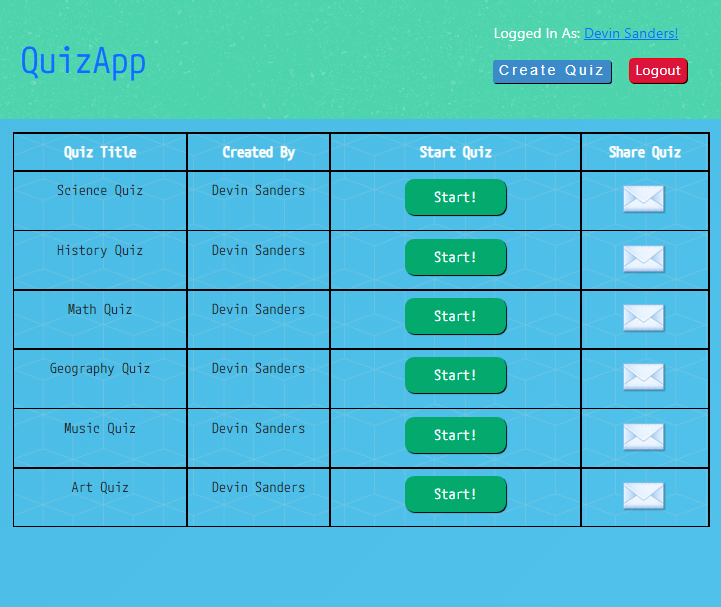 Logged In As: Devin Sanders!
QuizApp
Create Quiz Logout
Quiz Title Created By Start Quiz Share Quiz
Science Quiz Devin Sanders Start!
History Quiz Devin Sanders Start!
Math Quiz Devin Sanders Start!
Geography Quiz Devin Sanders Start!
Music Quiz Devin Sanders Start!
Art Quiz Devin Sanders Start!